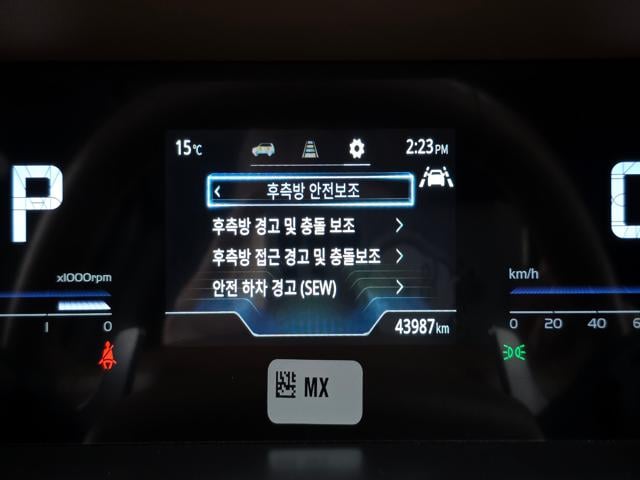 15℃
2:23PM
P
후측방 안전보조
후측방 경고 및 충돌 보조
후측방 접근 경고 및 충돌보조
안전 하차 경고 (SEW)
x1000rpm
1 0
km/h
0 20 40 6
43987km
MX